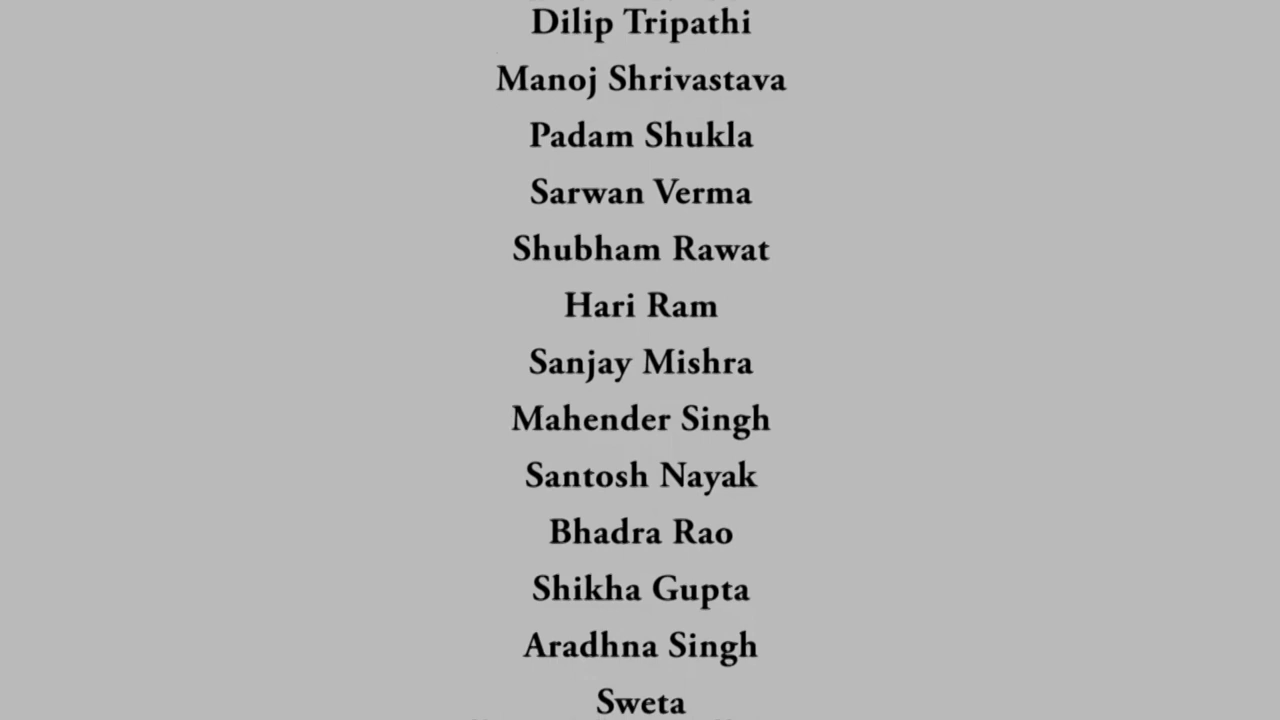 Dilip Tripathi
Manoj Shrivastava
Padam Shukla
Sarwan Verma
Shubham Rawat
Hari Ram
Sanjay Mishra
Mahender Singh
Santosh Nayak
Bhadra Rao
Shikha Gupta
Aradhna Singh
Sweta